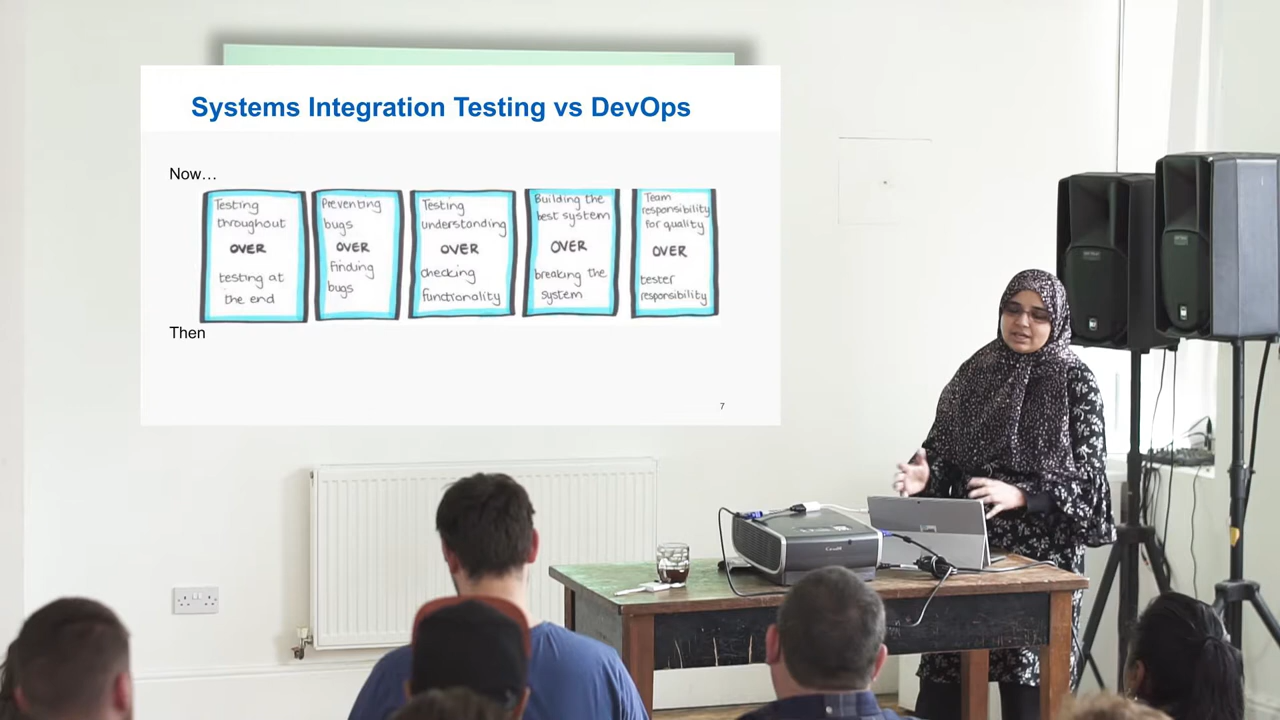 Systems Integration Testing vs DevOps
Now…
Testing
throughout
OVER
testing at
the end
Preventing
bugs
OVER
finding
bugs
Testing
understanding
OVER
checking
functionality
Building the
best system
OVER
breaking the
system
Team
responsibility
for quality
OVER
tester
responsibility
Then
7
Canon